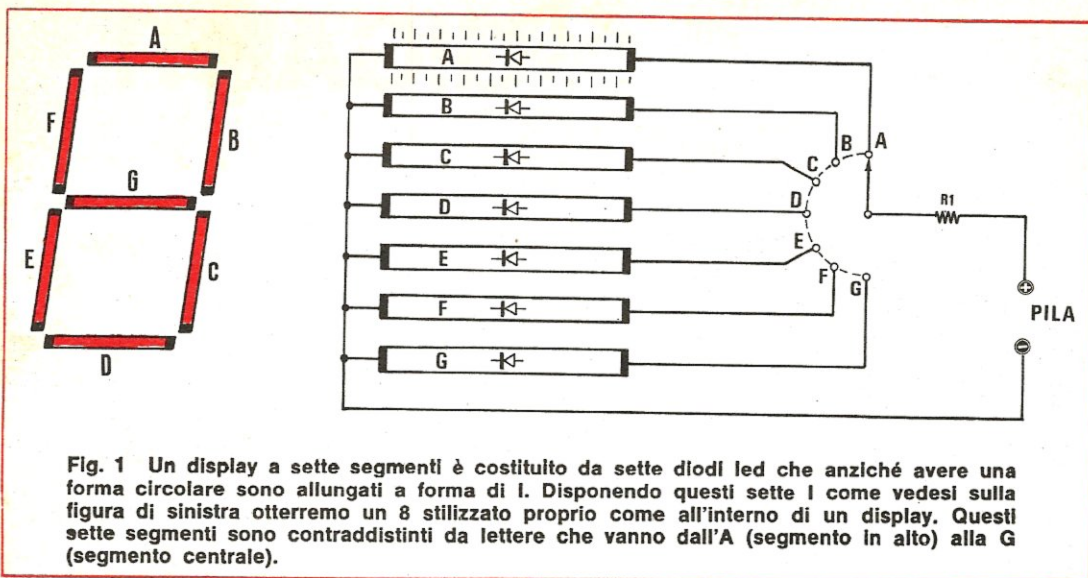 A
F
B
G
E
C
D
A
B
C
D
E
F
G
A
B
C
D
E
F
G
R1
+
PILA
-
Fig. 1 Un display a sette segmenti è costituito da sette diodi led che anziché avere una
forma circolare sono allungati a forma di I. Disponendo questi sette I come vedesi sulla
figura di sinistra otterremo un 8 stilizzato proprio come all'interno di un display. Questi
sette segmenti sono contraddistinti da lettere che vanno dall'A (segmento in alto) alla G
(segmento centrale).